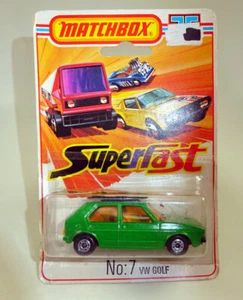 MATCHBOX 75
Superfast
No:7 VW GOLF